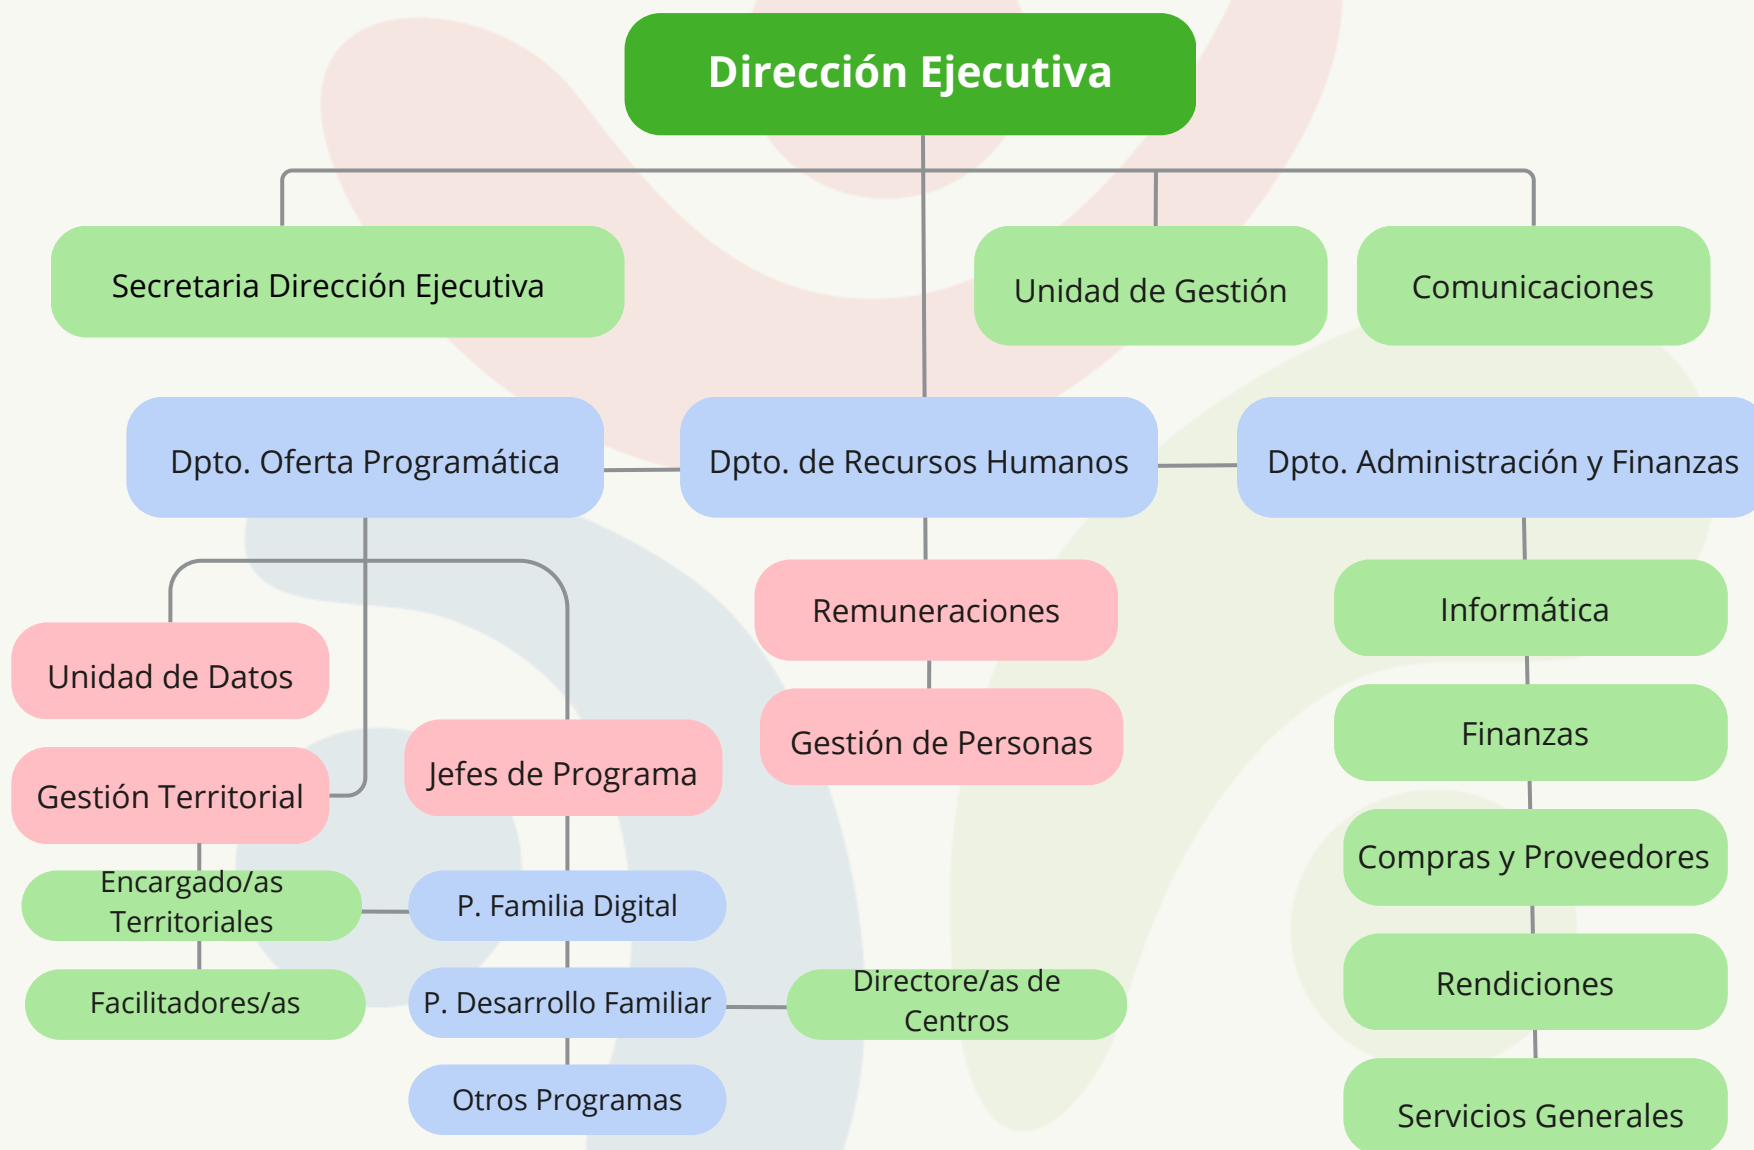 Dirección Ejecutiva
Secretaria Dirección Ejecutiva
Unidad de Gestión
Comunicaciones
Dpto. Oferta Programática
Dpto. de Recursos Humanos
Dpto. Administración y Finanzas
Unidad de Datos
Gestión Territorial
Jefes de Programa
Encargado/as
Territoriales
Facilitadores/as
P. Familia Digital
P. Desarrollo Familiar
Otros Programas
Directore/as de
Centros
Remuneraciones
Gestión de Personas
Informática
Finanzas
Compras y Proveedores
Rendiciones
Servicios Generales